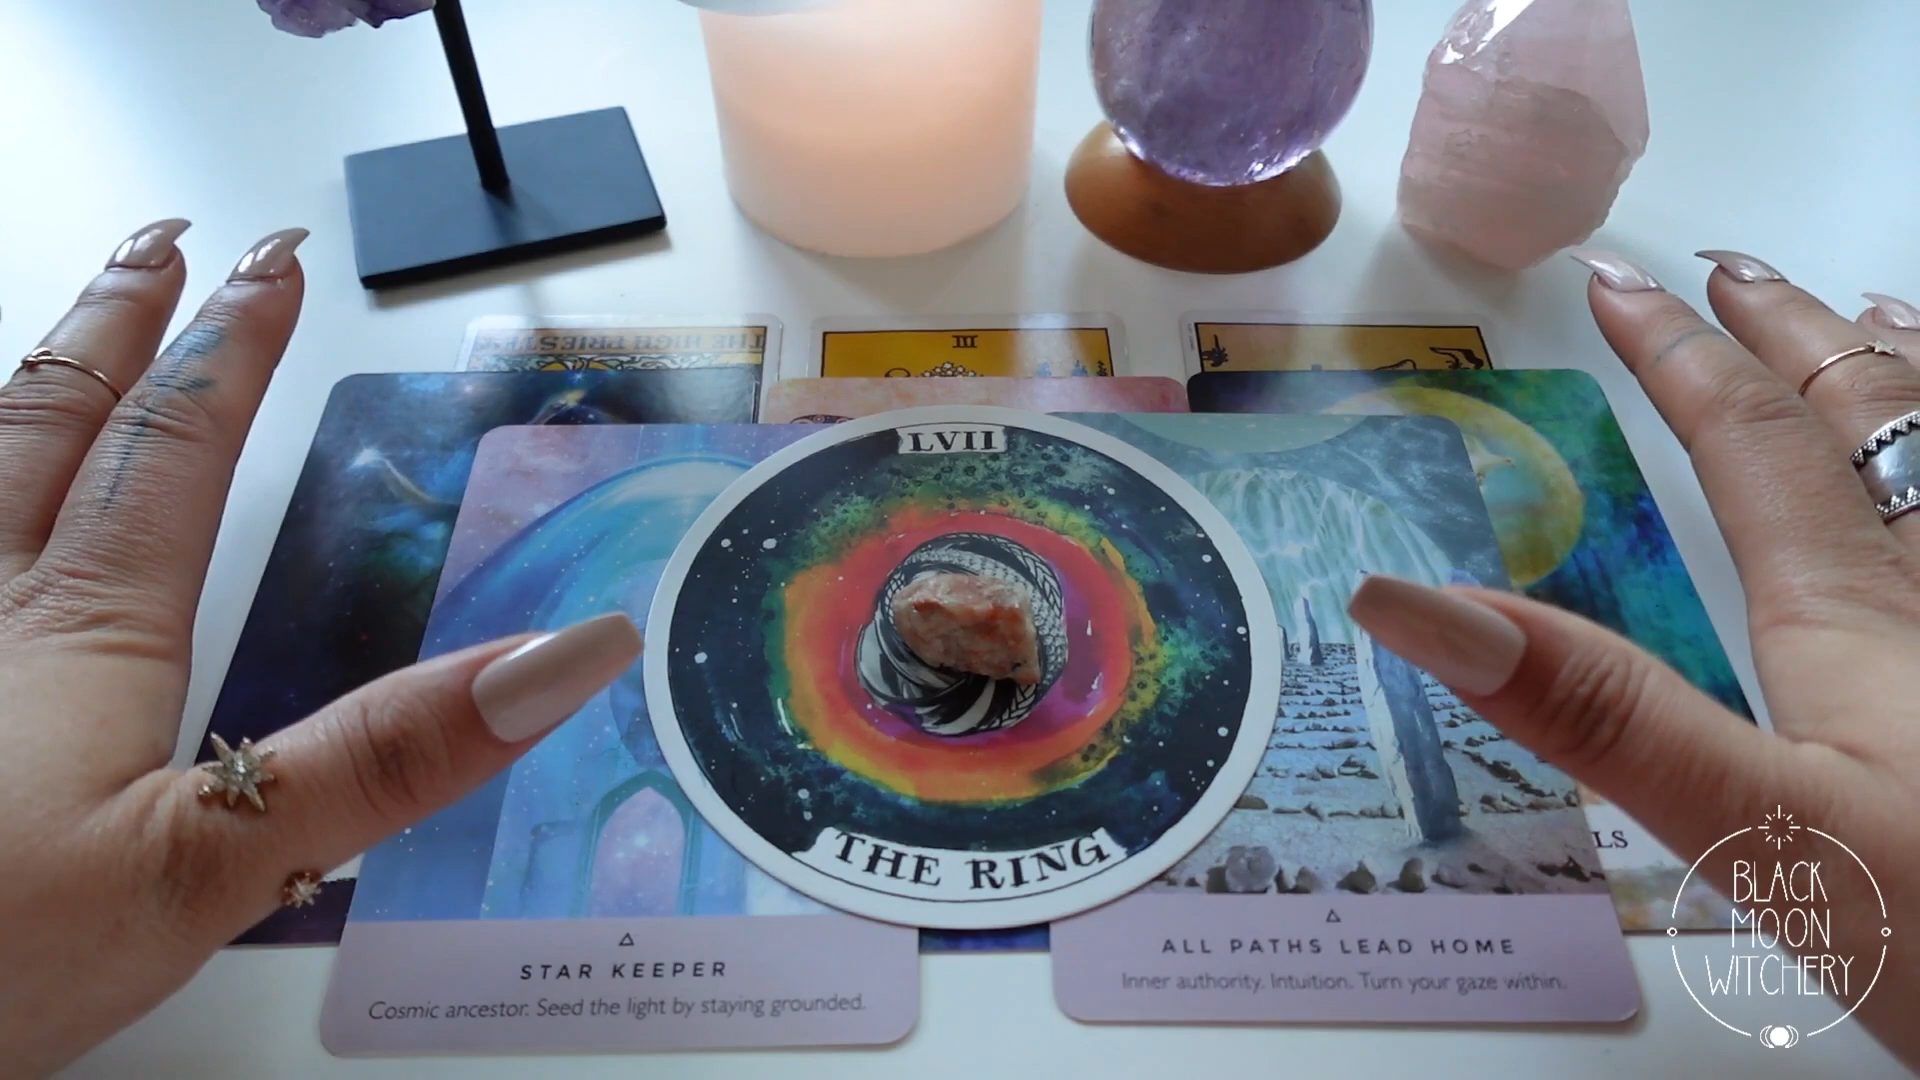 THE HIGH PRIESTE
III
LVII
THE RING
LS
STAR KEEPER
Cosmic ancestor. Seed the light by staying grounded.
ALL PATHS LEAD HOME
Inner authority. Intuition. Turn your gaze within.
BLACK
MOON
WITCHERY